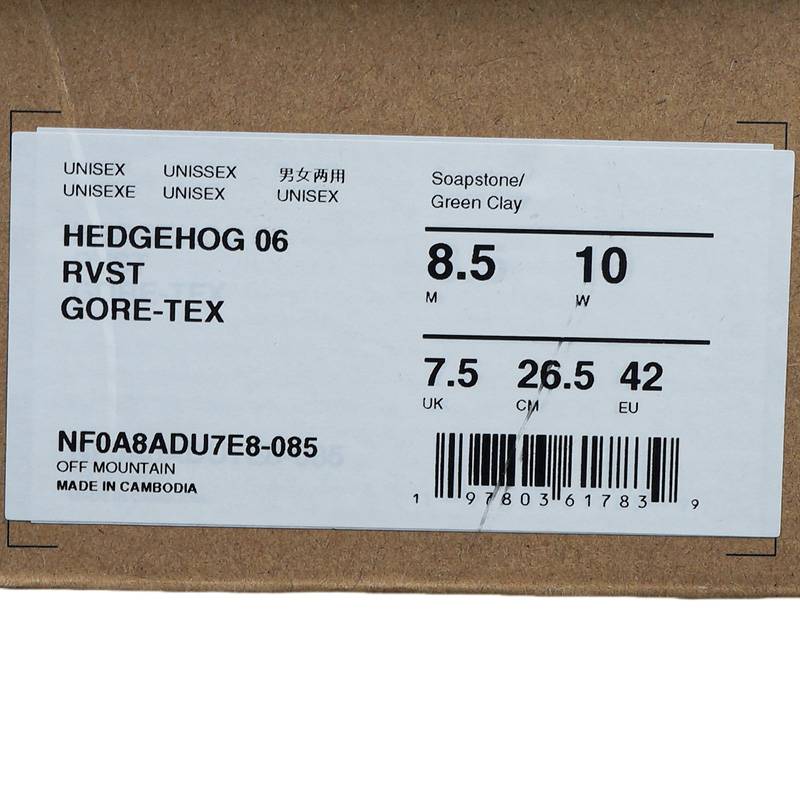 UNISEX UNISSEX 男女两用
UNISEXE UNISEX UNISEX
HEDGEHOG 06
RVST
GORE-TEX
NF0A8ADU7E8-085
OFF MOUNTAIN
MADE IN CAMBODIA
Soapstone/
Green Clay
8.5 10
M W
7.5 26.5 42
UK CM EU
1 97803 61783 9